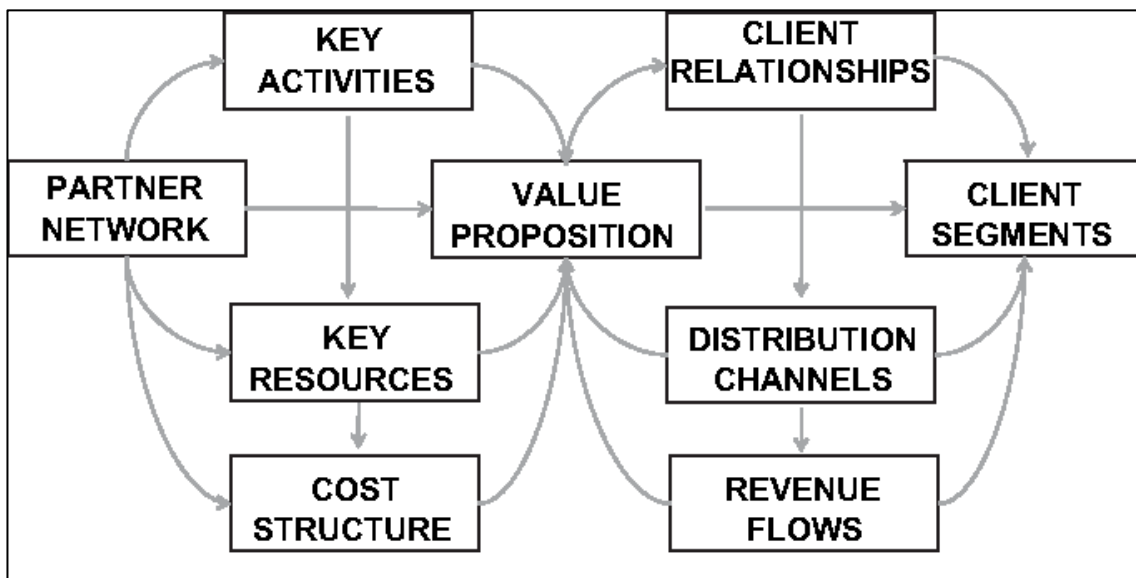 KEY
ACTIVITIES
CLIENT
RELATIONSHIPS
PARTNER
NETWORK
VALUE
PROPOSITION
CLIENT
SEGMENTS
KEY
RESOURCES
DISTRIBUTION
CHANNELS
COST
STRUCTURE
REVENUE
FLOWS